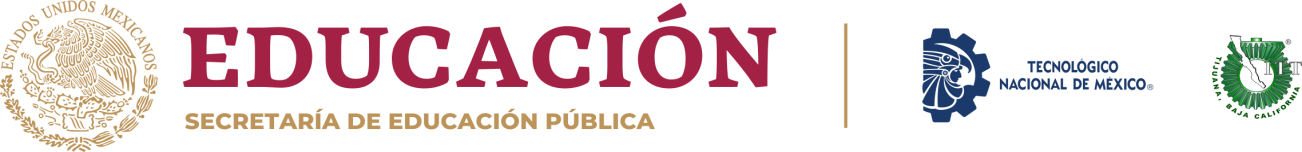 ESTADOS UNIDOS MEXICANOS
EDUCACIÓN
SECRETARÍA DE EDUCACIÓN PÚBLICA
TECNOLÓGICO
NACIONAL DE MÉXICO®
®
TIJUANA, BAJA CALIFORNIA